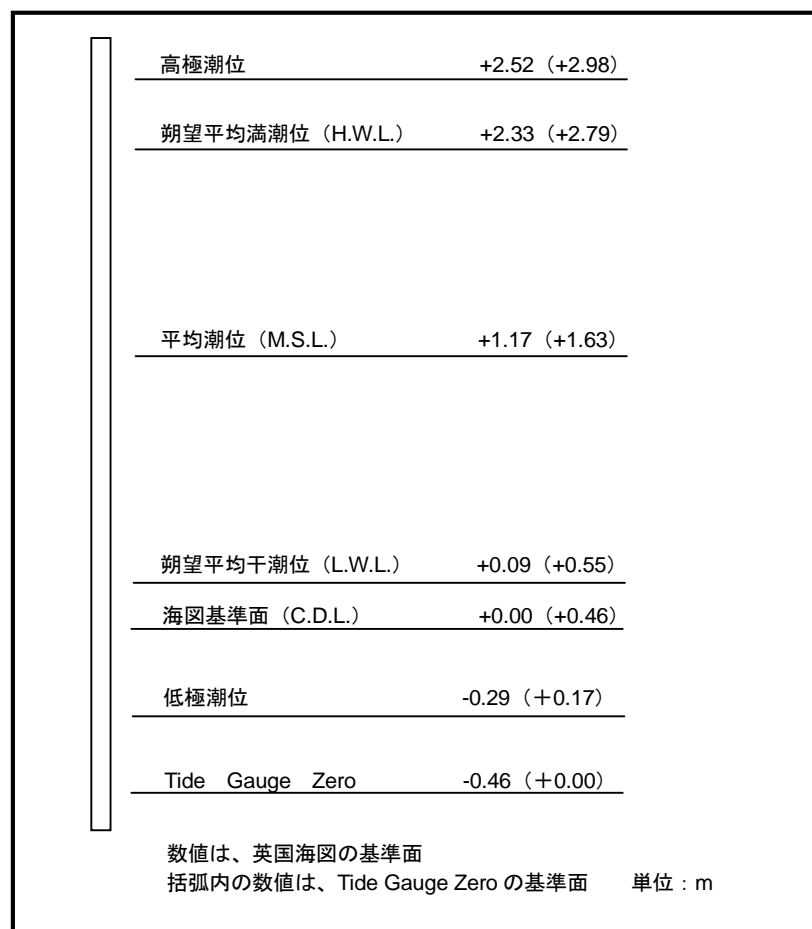 高極潮位 +2.52（+2.98）
朔望平均満潮位（H.W.L.） +2.33（+2.79）
平均潮位（M.S.L.） +1.17（+1.63）
朔望平均干潮位（L.W.L.） +0.09（+0.55）
海図基準面（C.D.L.） +0.00（+0.46）
低極潮位 -0.29（＋0.17）
Tide Gauge Zero -0.46（＋0.00）
数値は、英国海図の基準面
括弧内の数値は、Tide Gauge Zero の基準面 単位：m